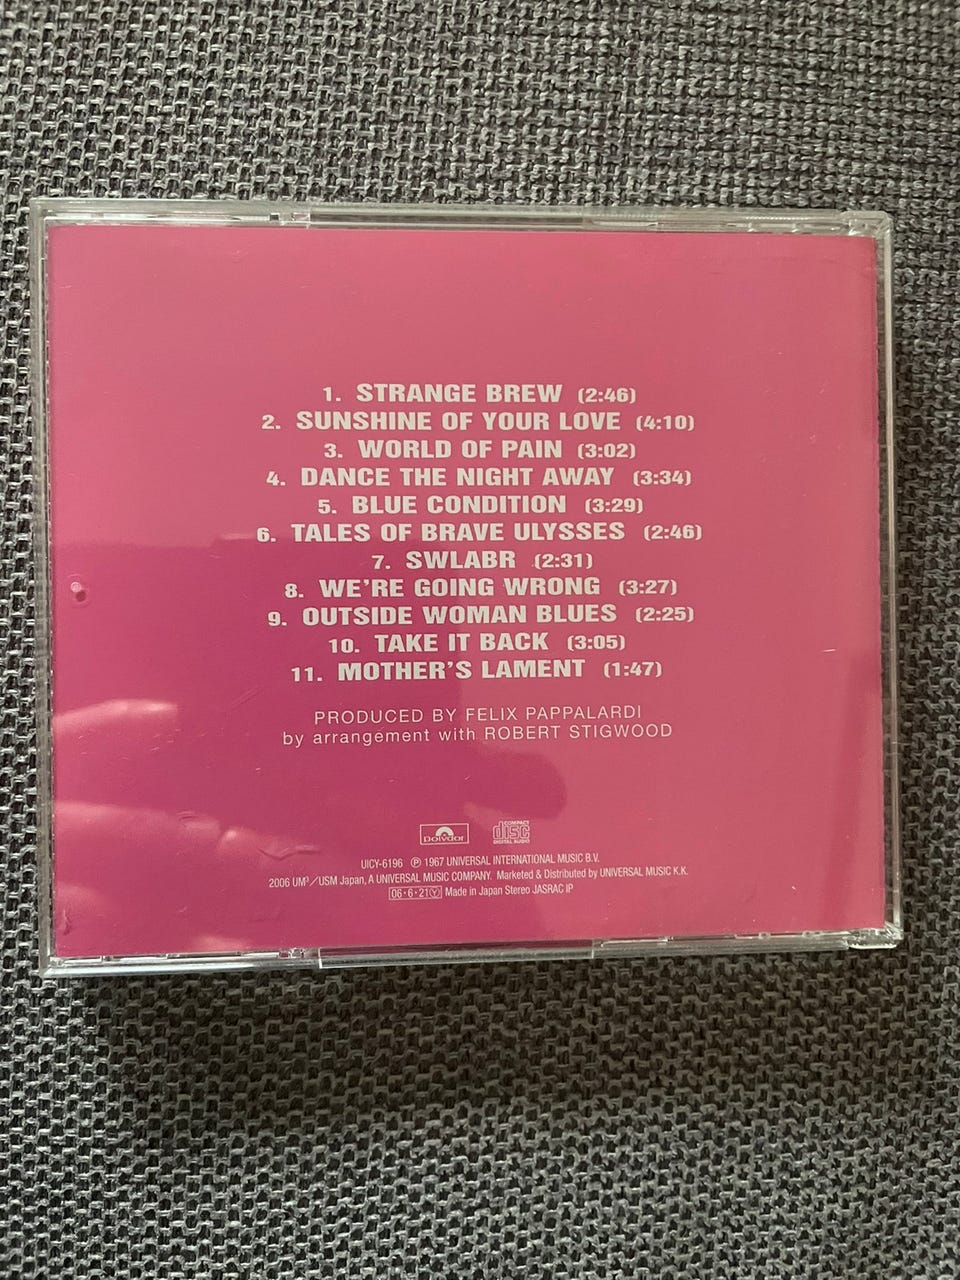 1. STRANGE BREW (2:46)
2. SUNSHINE OF YOUR LOVE (4:10)
3. WORLD OF PAIN (3:02)
4. DANCE THE NIGHT AWAY (3:34)
5. BLUE CONDITION (3:29)
6. TALES OF BRAVE ULYSSES (2:46)
7. SWLABR (2:31)
8. WE'RE GOING WRONG (3:27)
9. OUTSIDE WOMAN BLUES (2:25)
10. TAKE IT BACK (3:05)
11. MOTHER'S LAMENT (1:47)
PRODUCED BY FELIX PAPPALARDI
by arrangement with ROBERT STIGWOOD
Polydor
COMPACT
disc
DIGITAL AUDIO
UICY-6196 ℗ 1967 UNIVERSAL INTERNATIONAL MUSIC B.V.
2006 UM³/USM Japan, A UNIVERSAL MUSIC COMPANY. Marketed & Distributed by UNIVERSAL MUSIC K.K.
06・6・21Ⓨ Made in Japan Stereo JASRAC IP